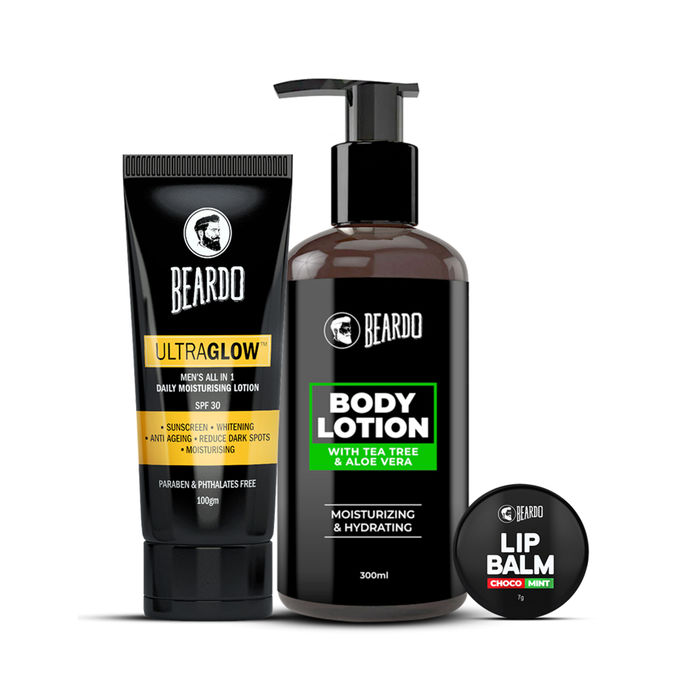 BEARDO
ULTRAGLOW™
MEN'S ALL IN 1
DAILY MOISTURISING LOTION
SPF 30
• SUNSCREEN • WHITENING
• ANTI AGEING • REDUCE DARK SPOTS
• MOISTURISING
PARABEN & PHTHALATES FREE
100gm
BEARDO
BODY
LOTION
WITH TEA TREE
& ALOE VERA
MOISTURIZING
& HYDRATING
300ml
BEARDO
LIP
BALM
CHOCO MINT
7g